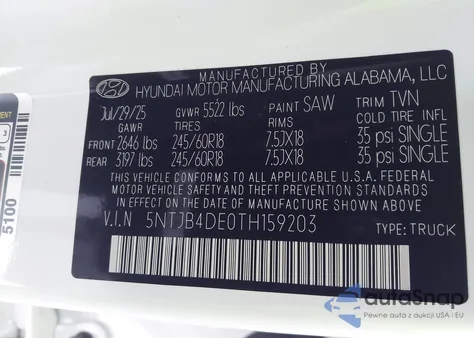 MANUFACTURED BY
HYUNDAI MOTOR MANUFACTURING ALABAMA, LLC
Jul/29/25 GVWR 5522 lbs PAINT SAW TRIM TVN
GAWR TIRES RIMS COLD TIRE INFL
FRONT 2646 lbs 245/60R18 7.5JX18 35 psi SINGLE
REAR 3197 lbs 245/60R18 7.5JX18 35 psi SINGLE
THIS VEHICLE CONFORMS TO ALL APPLICABLE U.S.A. FEDERAL
MOTOR VEHICLE SAFETY AND THEFT PREVENTION STANDARDS
IN EFFECT ON THE DATE OF MANUFACTURE SHOWN ABOVE.
V.I.N 5NTJB4DE0TH159203
TYPE: TRUCK
5100
3
autoSnap
Pewne auta z USA i EU